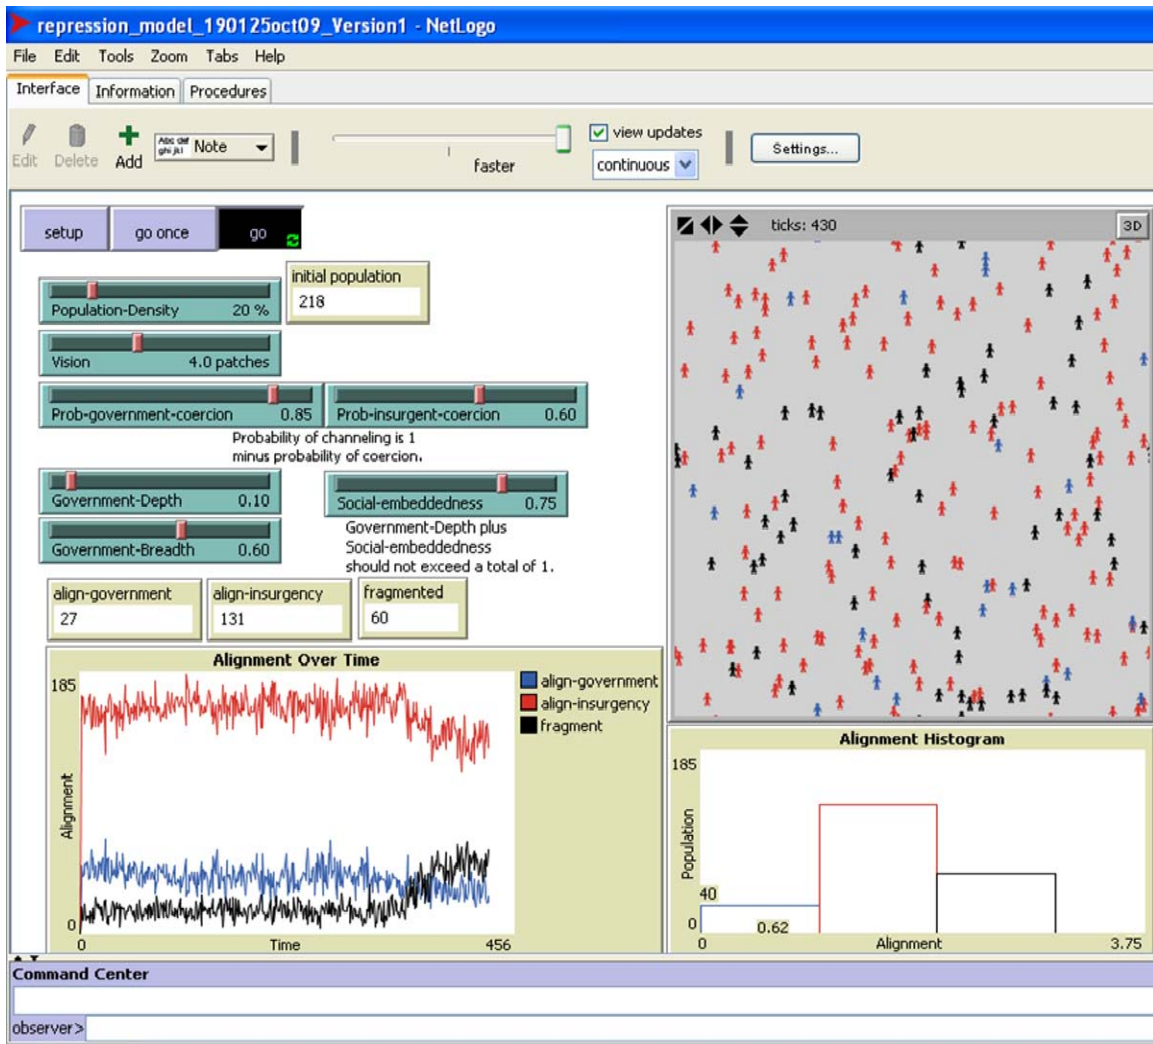 repression_model_190125oct09_Version1 - NetLogo
File Edit Tools Zoom Tabs Help
Interface Information Procedures
Edit Delete Add Abc def ghi jkl Note faster view updates continuous Settings...
setup go once go
ticks: 430 3D
initial population
218
Population-Density 20 %
Vision 4.0 patches
Prob-government-coercion 0.85 Prob-insurgent-coercion 0.60
Probability of channeling is 1
minus probability of coercion.
Government-Depth 0.10 Social-embeddedness 0.75
Government-Breadth 0.60
Government-Depth plus
Social-embeddedness
should not exceed a total of 1.
align-government align-insurgency fragmented
27 131 60
Alignment Over Time
185
Alignment
0
0 Time 456
align-government
align-insurgency
fragment
Alignment Histogram
185
Population
40
0
0.62
0 Alignment 3.75
Command Center
observer>